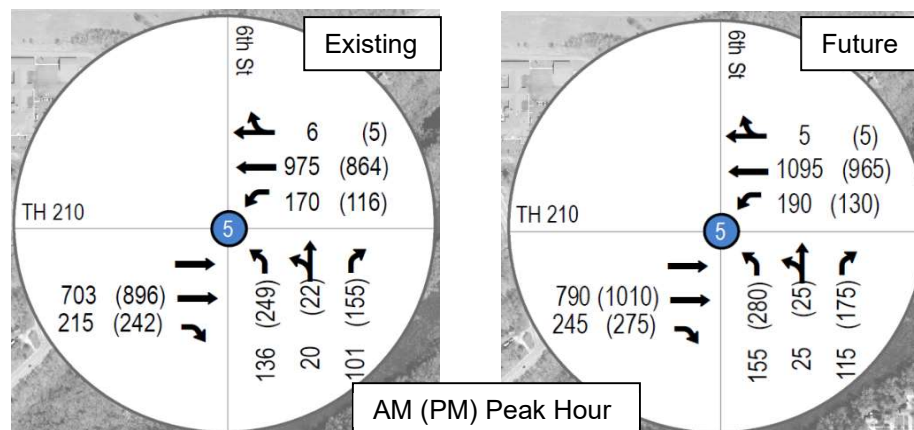 Existing
6th St
6 (5)
975 (864)
170 (116)
TH 210
5
703 (896)
215 (242)
(249) (22) (155)
136 20 101
Future
6th St
5 (5)
1095 (965)
190 (130)
TH 210
5
790 (1010)
245 (275)
(280) (25) (175)
155 25 115
AM (PM) Peak Hour